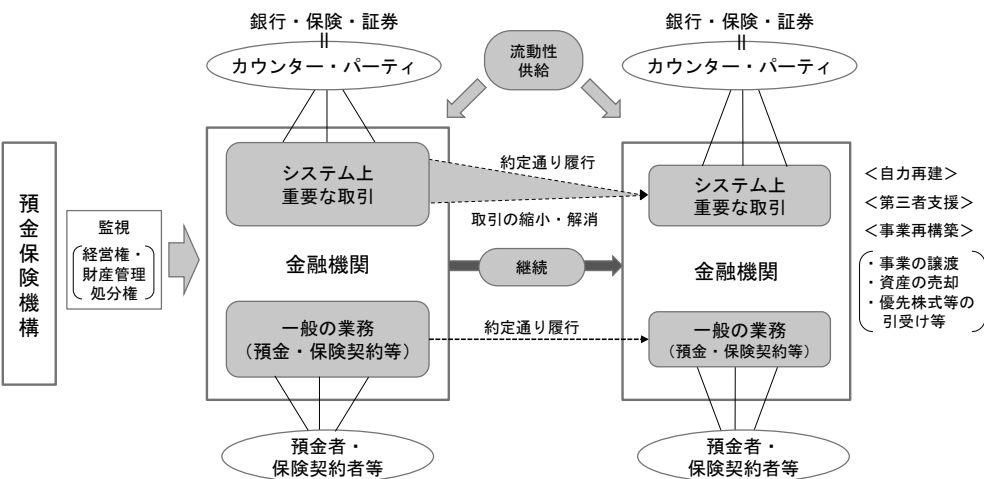 銀行・保険・証券
||
カウンター・パーティ
流動性
供給
銀行・保険・証券
||
カウンター・パーティ
預金保険機構
監視
経営権・
財産管理
処分権
システム上
重要な取引
金融機関
一般の業務
（預金・保険契約等）
約定通り履行
取引の縮小・解消
継続
約定通り履行
システム上
重要な取引
金融機関
一般の業務
（預金・保険契約等）
＜自力再建＞
＜第三者支援＞
＜事業再構築＞
・事業の譲渡
・資産の売却
・優先株式等の
引受け等
預金者・
保険契約者等
預金者・
保険契約者等